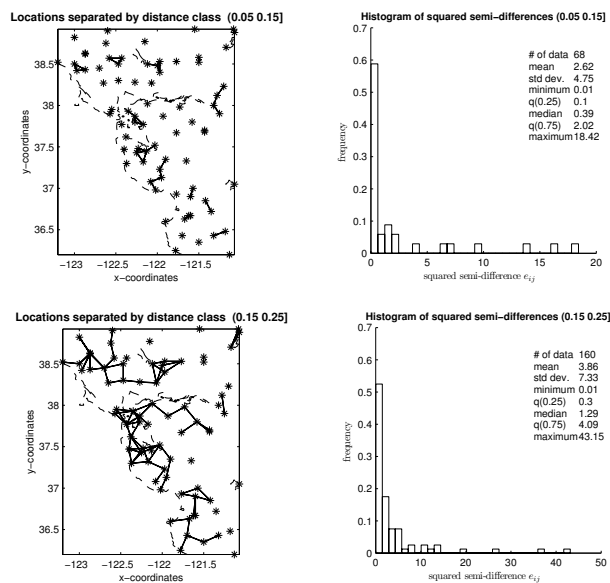 Locations separated by distance class (0.05 0.15]
38.5
38
37.5
37
36.5
y−coordinates
−123 −122.5 −122 −121.5
x−coordinates
Histogram of squared semi−differences (0.05 0.15]
0.7
0.6
0.5
0.4
0.3
0.2
0.1
0
frequency
# of data 68
mean 2.62
std dev. 4.75
minimum 0.01
q(0.25) 0.1
median 0.39
q(0.75) 2.02
maximum 18.42
0 5 10 15 20
squared semi-difference eij
Locations separated by distance class (0.15 0.25]
38.5
38
37.5
37
36.5
y−coordinates
−123 −122.5 −122 −121.5
x−coordinates
Histogram of squared semi−differences (0.15 0.25]
0.7
0.6
0.5
0.4
0.3
0.2
0.1
0
frequency
# of data 160
mean 3.86
std dev. 7.33
minimum 0.01
q(0.25) 0.3
median 1.29
q(0.75) 4.09
maximum 43.15
0 10 20 30 40 50
squared semi-difference eij